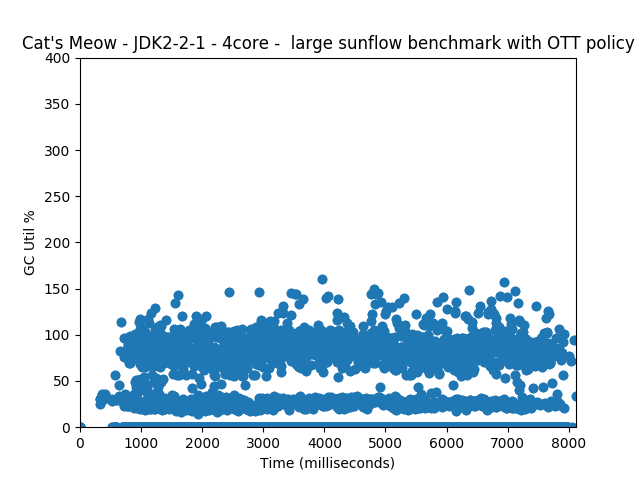 Cat's Meow - JDK2-2-1 - 4core -  large sunflow benchmark with OTT policy
400
350
300
250
200
150
100
50
0
GC Util %
0 1000 2000 3000 4000 5000 6000 7000 8000
Time (milliseconds)